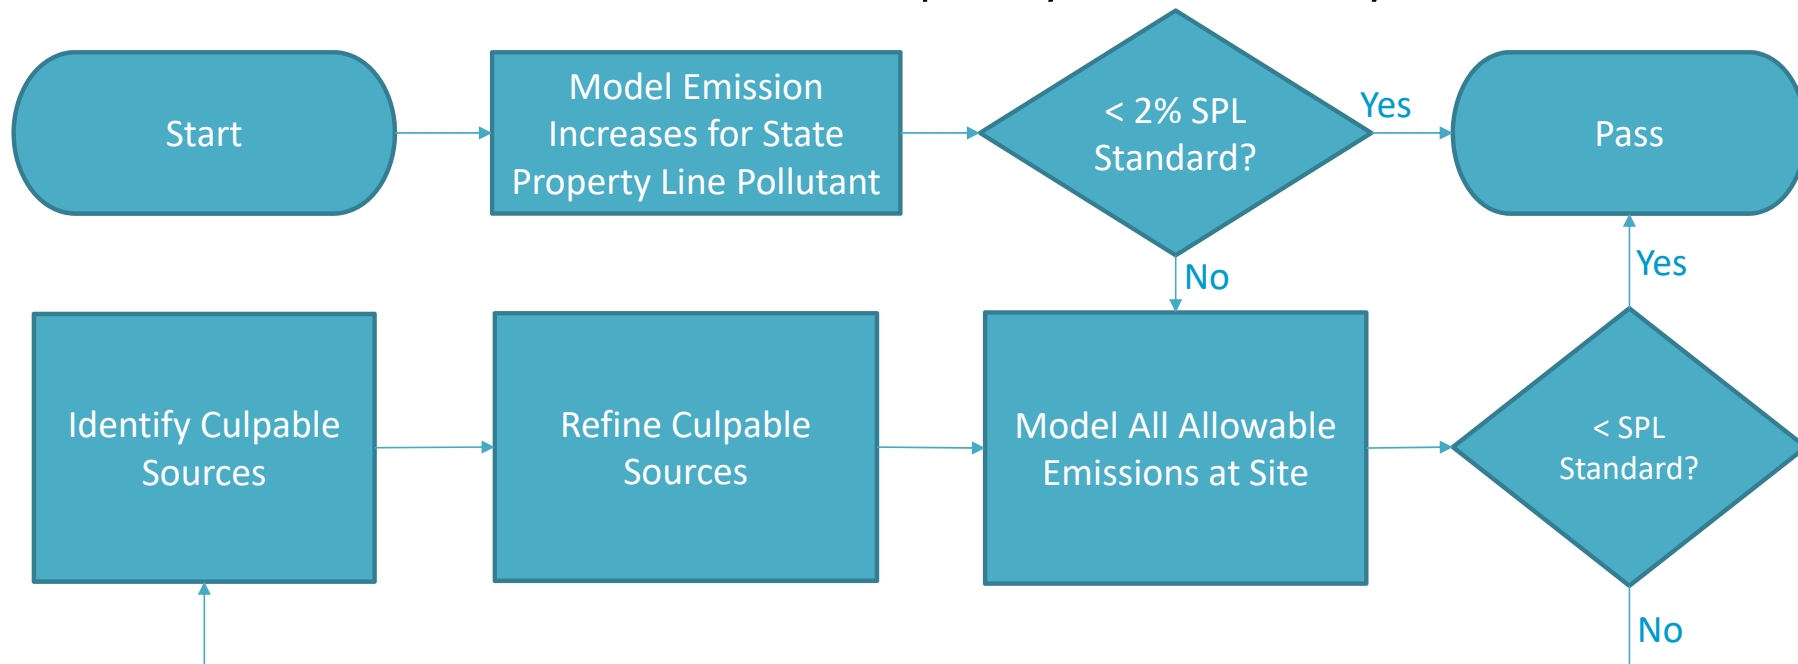 Start
Model Emission
Increases for State
Property Line Pollutant
< 2% SPL
Standard?
Yes
Pass
No
Yes
Identify Culpable
Sources
Refine Culpable
Sources
Model All Allowable
Emissions at Site
< SPL
Standard?
No